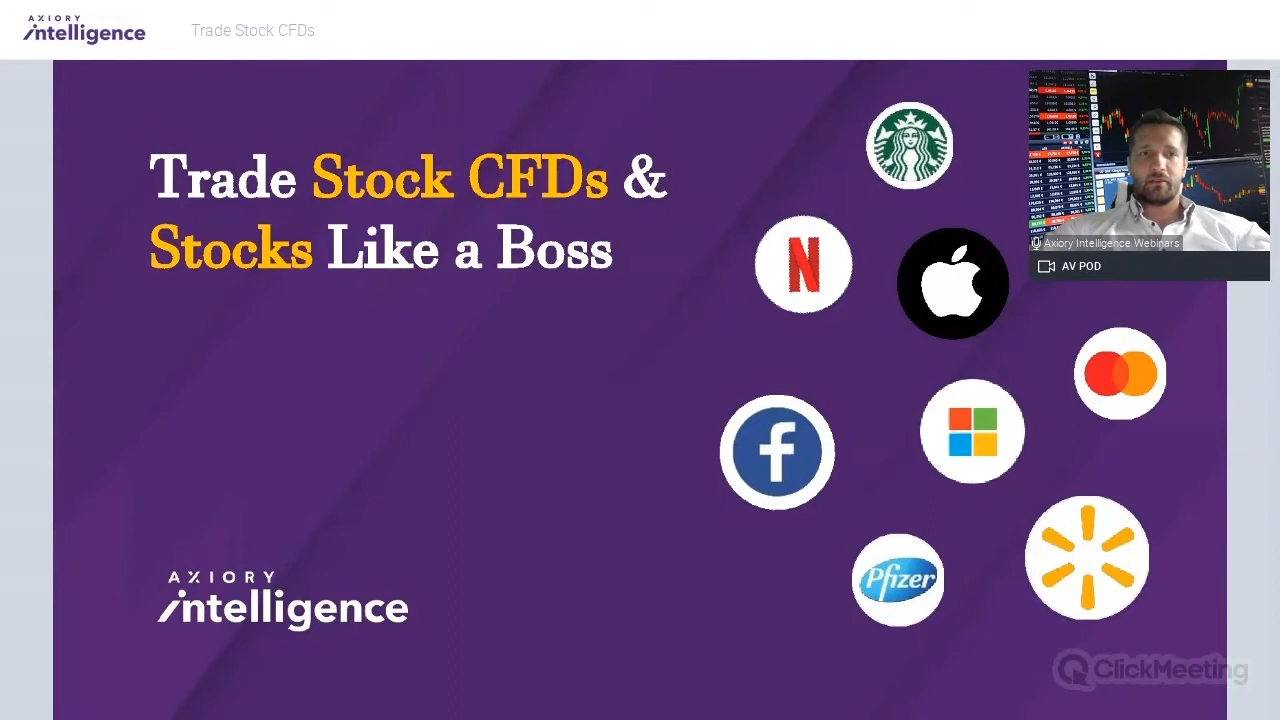 AXIORY
intelligence
Trade Stock CFDs
Trade Stock CFDs &
Stocks Like a Boss
N
f
Pfizer
Axiory Intelligence Webinars
AV POD
AXIORY
intelligence
ClickMeeting